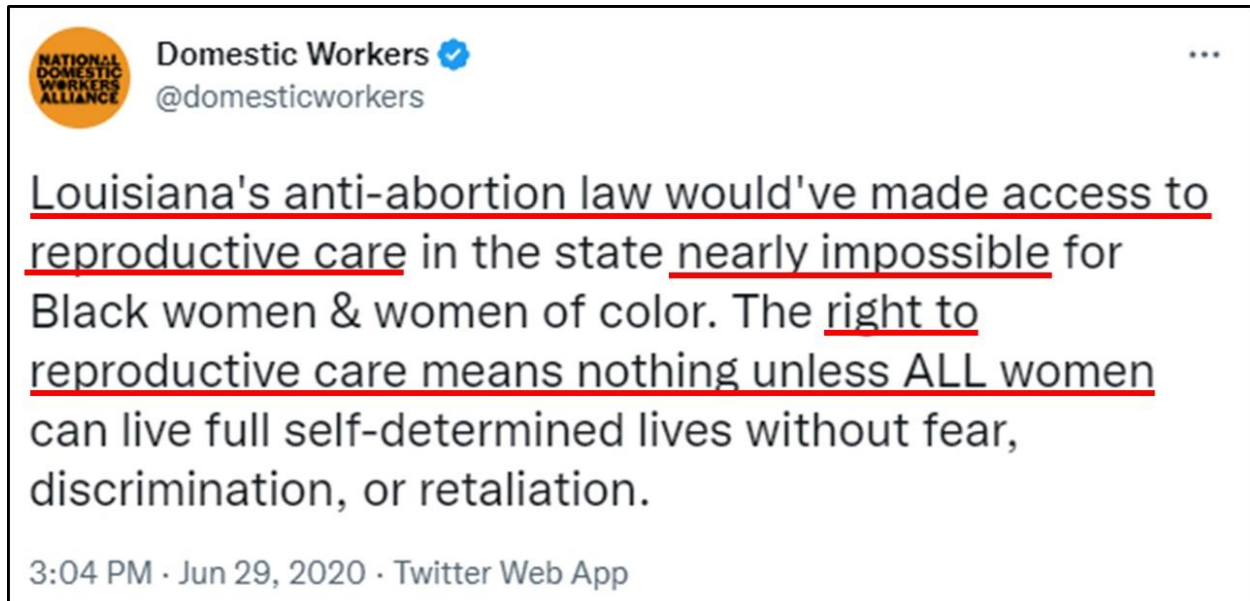 NATIONAL
DOMESTIC
WORKERS
ALLIANCE
Domestic Workers
@domesticworkers
Louisiana's anti-abortion law would've made access to
reproductive care in the state nearly impossible for
Black women & women of color. The right to
reproductive care means nothing unless ALL women
can live full self-determined lives without fear,
discrimination, or retaliation.
3:04 PM · Jun 29, 2020 · Twitter Web App